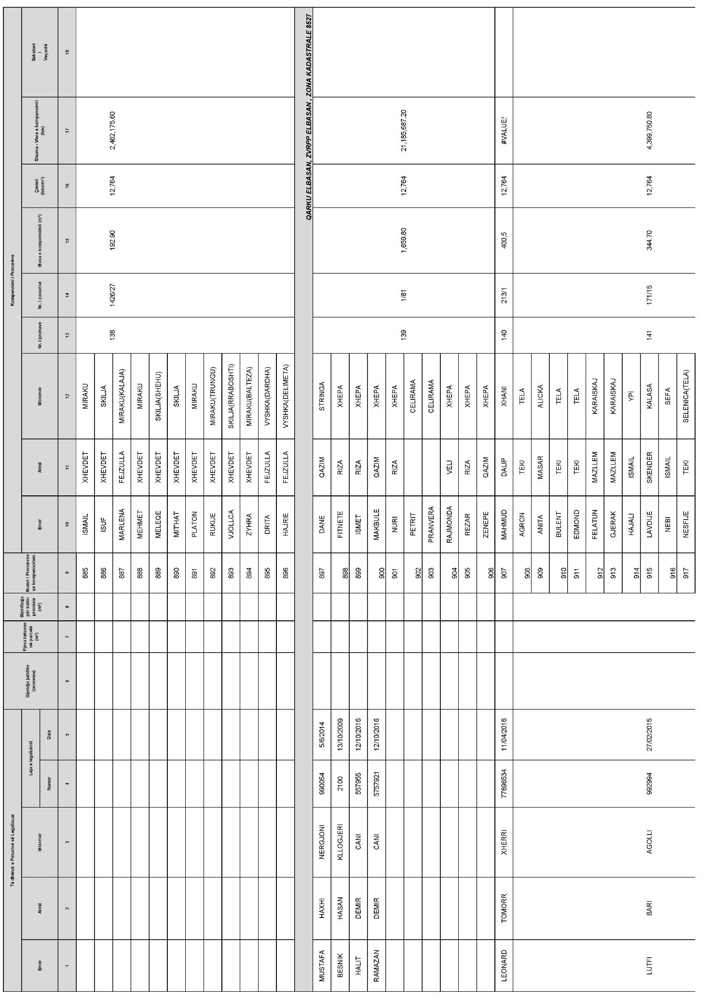 Të dhënat e Pasurisë së Legalizuar Kompensimi i Pronarëve
Emër Atësi Mbiemër Leja e legalizimit Gjendja juridike (pronesia) Pjesa takuese në parcelë (m²) Sipërfaqja për kalim pronësie (m²) Numri i Pronareve qe kompensohen Emër Atësi Mbiemër Nr. i pronave Nr. i pasurisë Masa e kompensimit (m²) Çmimi (leke/m²) Shuma - Vlera e kompensimit (lek) Seksioni i Veçantë
Numer Date
1 2 3 4 5 6 7 8 9 10 11 12 13 14 15 16 17 18
885 ISMAIL XHEVDET MIRAKU
886 ISUF XHEVDET SKILJA
138 1426/27 192.90 12,764 2,462,175.60
887 MARLENA FEJZULLA MIRAKU(KALAJA)
888 MEHMET XHEVDET MIRAKU
889 MELEQE XHEVDET SKILJA(SHEHU)
890 MITHAT XHEVDET SKILJA
891 PLATON XHEVDET MIRAKU
892 RUKIJE XHEVDET MIRAKU(TRUNGU)
893 VJOLLCA XHEVDET SKILJA(RRABOSHTI)
894 ZYHRA XHEVDET MIRAKU(BALTEZA)
895 DRITA FEJZULLA VYSHKA(DARDHA)
896 HAJRIE FEJZULLA VYSHKA(DELIMETA)
QARKU ELBASAN, ZVRPP ELBASAN , ZONA KADASTRALE 8527
MUSTAFA HAXHI NERGJONI 990054 5/6/2014 897 DANE QAZIM STRINGA
BESNIK HASAN KLLOGJERI 2100 13/10/2009 898 FITNETE RIZA XHEPA
HALIT DEMIR CANI 557955 12/10/2016 899 ISMET RIZA XHEPA
RAMAZAN DEMIR CANI 5757921 12/10/2016 900 MAKBULE QAZIM XHEPA
901 NURI RIZA XHEPA
139 1/81 1,659.80 12,764 21,185,687.20
902 PETRIT CELIRAMA
903 PRANVERA CELIRAMA
904 RAJMONDA VELI XHEPA
905 REZAR RIZA XHEPA
906 ZENEPE QAZIM XHEPA
LEONARD TOMORR XHERRI 77896534 11/04/2016 907 MAHMUD DALIP XHANI 140 213/1 400,5 12,764 #VALUE!
908 AGRON TEKI TELA
909 ANITA MASAR ALICKA
910 BULENT TEKI TELA
911 EDMOND TEKI TELA
912 FELATUN MAZLLEM KARAISKAJ
913 GJERAK MAZLLEM KARAISKAJ
914 HAJALI ISMAIL YPI
LUTFI BARI AGOLLI 992994 27/02/2015 915 LAVDIJE SKENDER KALASA 141 171/15 344.70 12,764 4,399,750.80
916 NEBI ISMAIL SEFA
917 NESFIJE TEKI SELENICA(TELA)